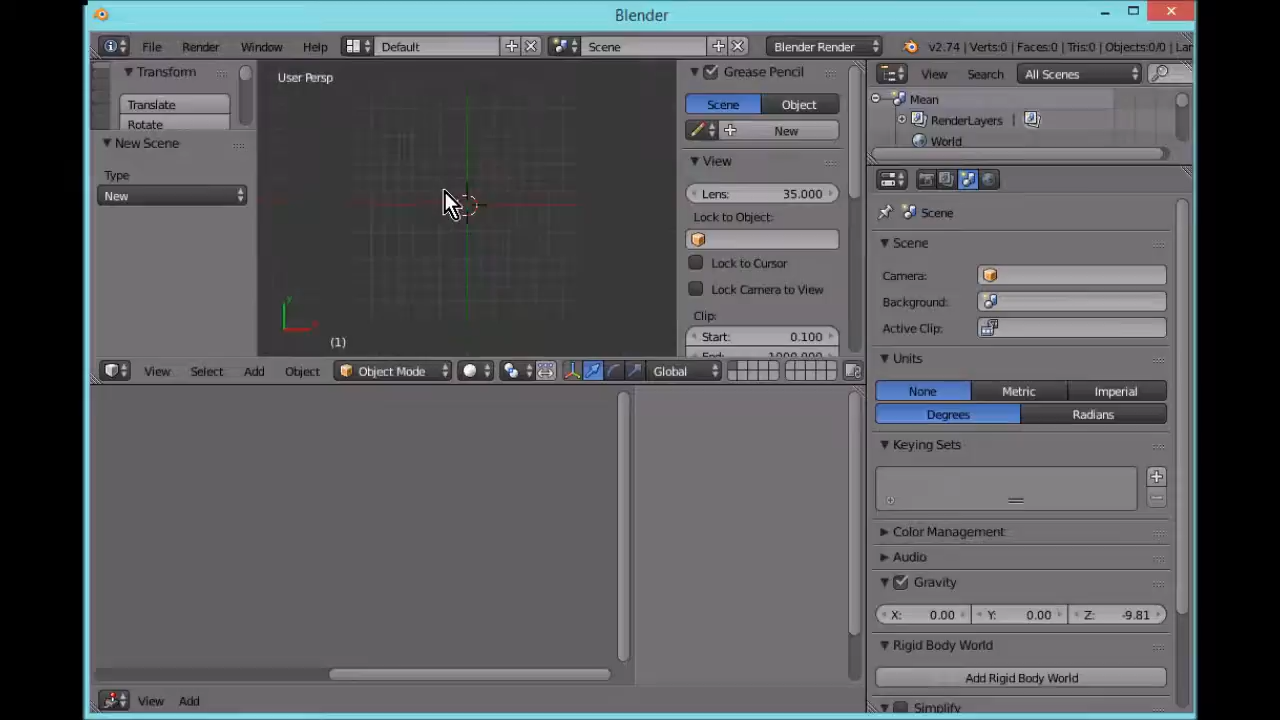 Blender
File Render Window Help Default Scene Blender Render v2.74 | Verts:0 | Faces:0 | Tris:0 | Objects:0/0 | Lar
Transform
Translate
Rotate
New Scene
Type
New
User Persp
y
(1)
Grease Pencil
Scene Object
New
View
Lens: 35.000
Lock to Object:
Lock to Cursor
Lock Camera to View
Clip:
Start: 0.100
End: 1000.000
View Search All Scenes
Mean
RenderLayers
World
Scene
Scene
Camera:
Background:
Active Clip:
Units
None Metric Imperial
Degrees Radians
Keying Sets
Color Management
Audio
Gravity
X: 0.00 Y: 0.00 Z: -9.81
Rigid Body World
Add Rigid Body World
Simplify
View Select Add Object Object Mode Global
View Add